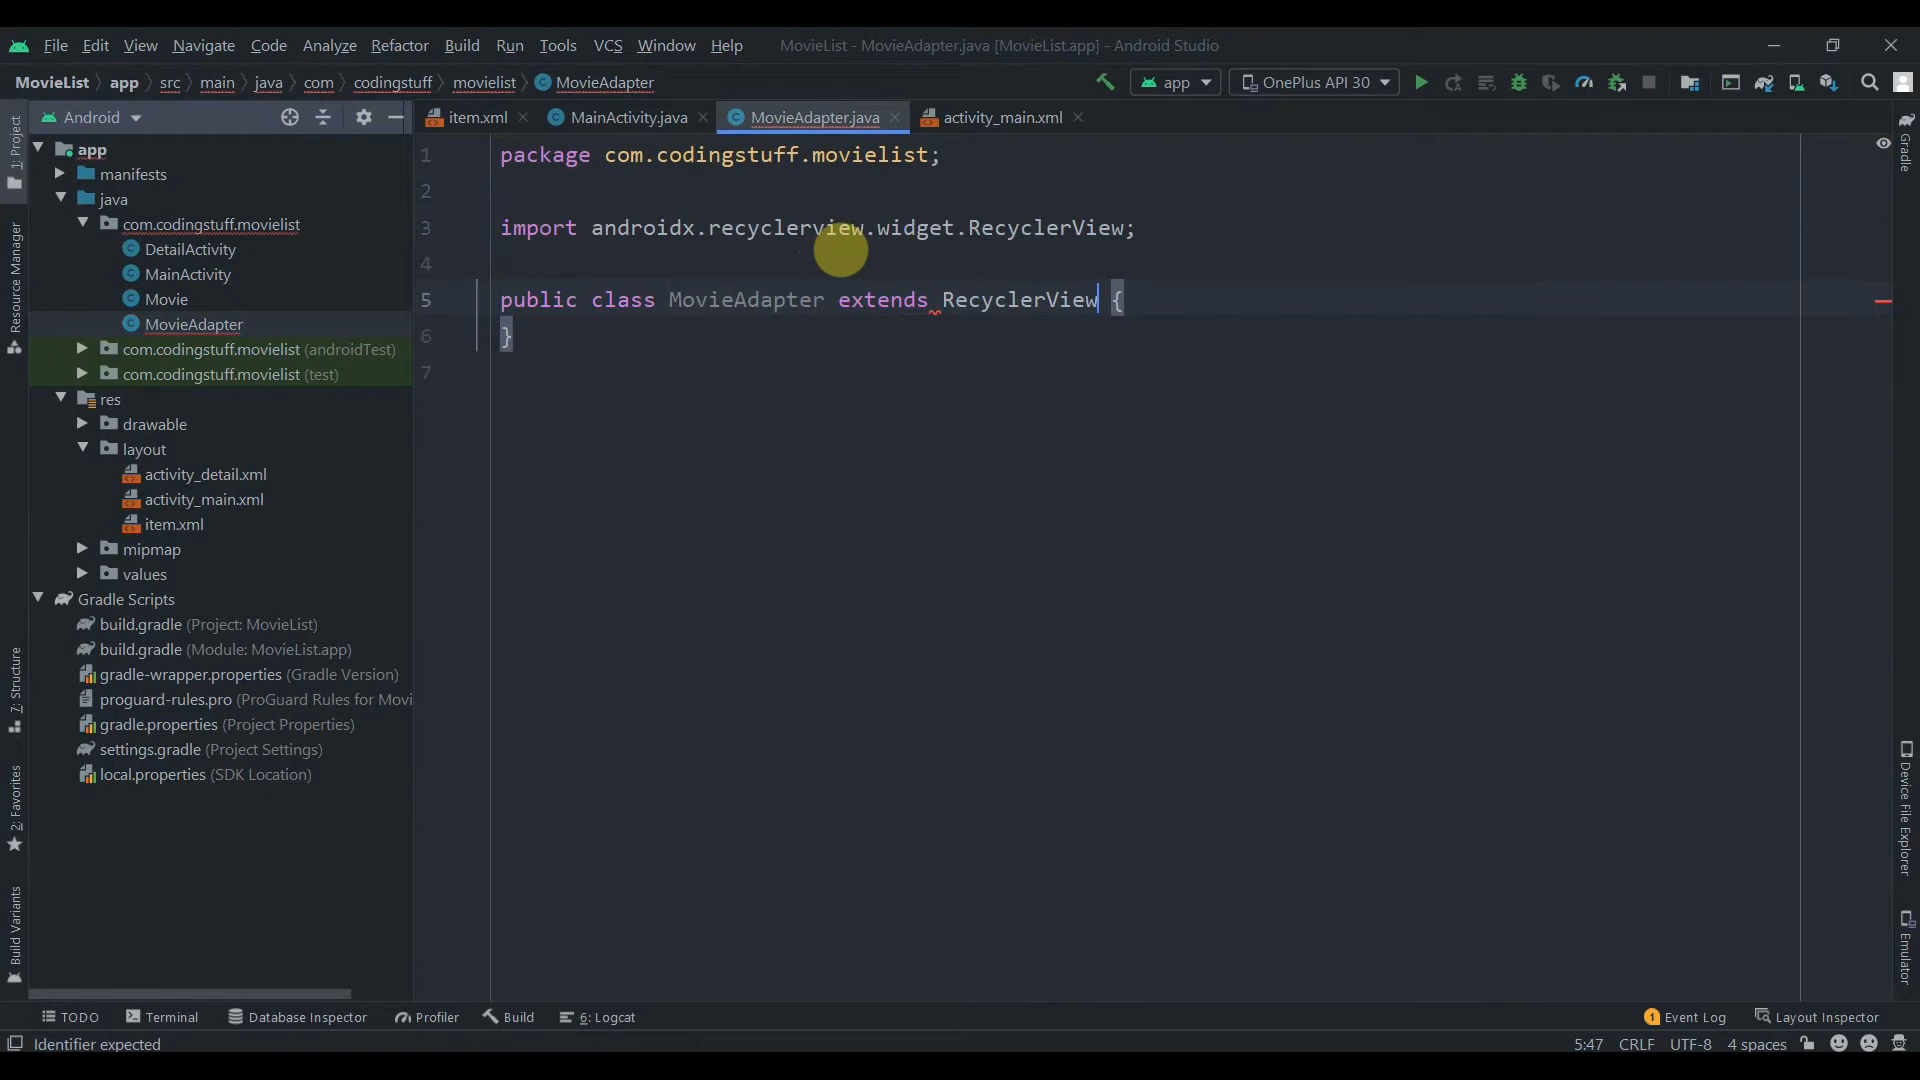 File Edit View Navigate Code Analyze Refactor Build Run Tools VCS Window Help MovieList - MovieAdapter.java [MovieList.app] - Android Studio
MovieList app src main java com codingstuff movielist MovieAdapter app OnePlus API 30
1: Project
Resource Manager
7: Structure
2: Favorites
Build Variants
Android
app
manifests
java
com.codingstuff.movielist
DetailActivity
MainActivity
Movie
MovieAdapter
com.codingstuff.movielist (androidTest)
com.codingstuff.movielist (test)
res
drawable
layout
activity_detail.xml
activity_main.xml
item.xml
mipmap
values
Gradle Scripts
build.gradle (Project: MovieList)
build.gradle (Module: MovieList.app)
gradle-wrapper.properties (Gradle Version)
proguard-rules.pro (ProGuard Rules for Movi
gradle.properties (Project Properties)
settings.gradle (Project Settings)
local.properties (SDK Location)
item.xml MainActivity.java MovieAdapter.java activity_main.xml
1 package com.codingstuff.movielist;
2
3 import androidx.recyclerview.widget.RecyclerView;
4
5 public class MovieAdapter extends RecyclerView {
6 }
7
Gradle
Device File Explorer
Emulator
TODO Terminal Database Inspector Profiler Build 6: Logcat 1 Event Log Layout Inspector
Identifier expected 5:47 CRLF UTF-8 4 spaces